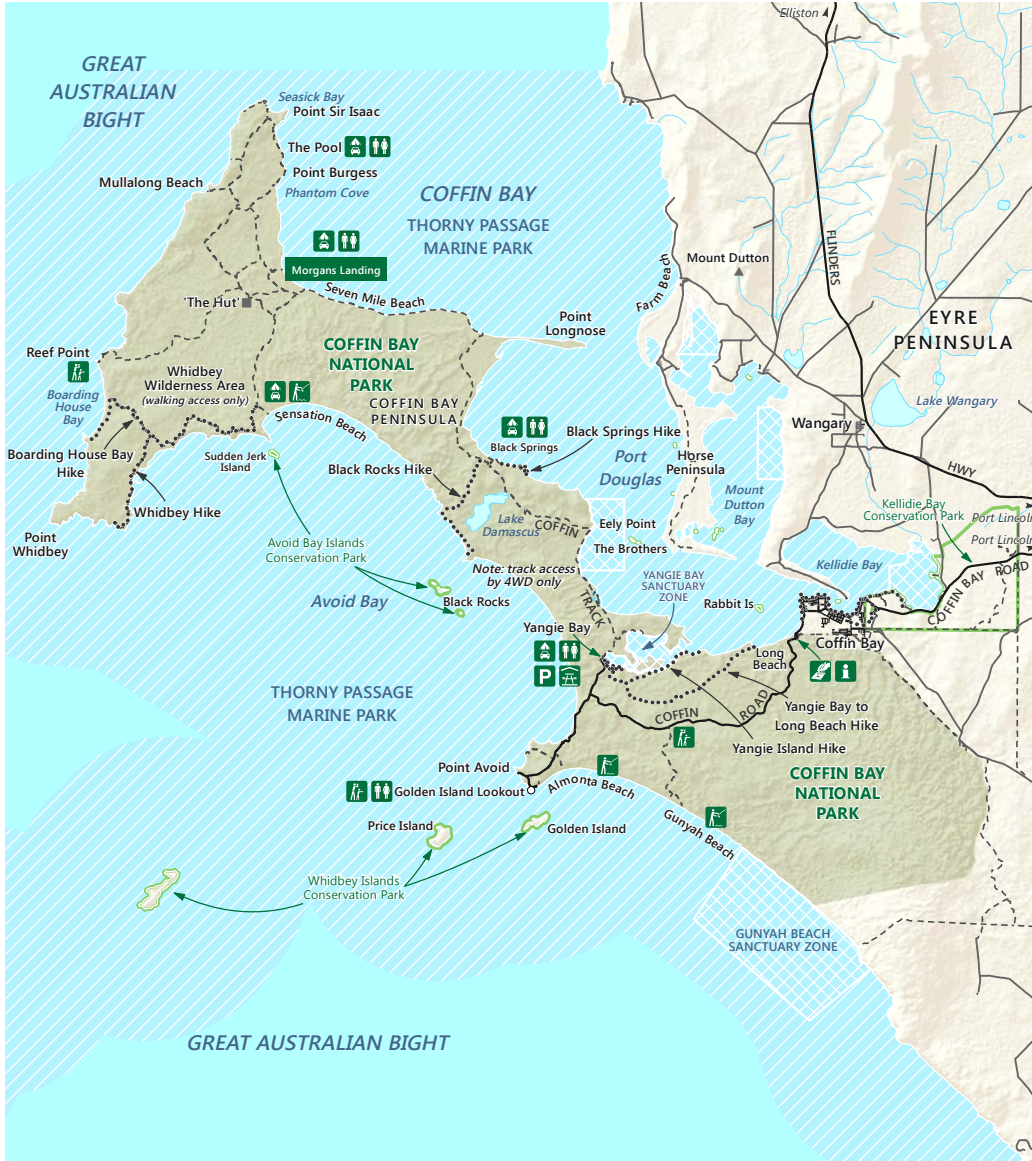 Elliston
GREAT
AUSTRALIAN
BIGHT
Seasick Bay
Point Sir Isaac
The Pool
Point Burgess
Mullalong Beach
Phantom Cove
COFFIN BAY
THORNY PASSAGE
MARINE PARK
FLINDERS
Morgans Landing
Mount Dutton
Farm Beach
'The Hut'
Seven Mile Beach
Point
Longnose
EYRE
PENINSULA
Reef Point
COFFIN BAY
NATIONAL
PARK
Whidbey
Wilderness Area
(walking access only)
Boarding
House
Bay
COFFIN BAY
PENINSULA
Lake Wangary
Sensation Beach
Wangary
Black Springs Hike
Black Springs
Boarding House Bay
Hike
Sudden Jerk
Island
Black Rocks Hike
Port
Douglas
Horse
Peninsula
HWY
Mount
Dutton
Bay
Kellidie Bay
Conservation Park
Whidbey Hike
Lake
Damascus
COFFIN
Eely Point
Port Lincoln
Port Lincoln
Point
Whidbey
Avoid Bay Islands
Conservation Park
The Brothers
Kellidie Bay
Note: track access
by 4WD only
YANGIE BAY
SANCTUARY
ZONE
COFFIN BAY ROAD
Avoid Bay
Black Rocks
TRACK
Rabbit Is
Yangie Bay
Coffin Bay
Long
Beach
P
i
THORNY PASSAGE
MARINE PARK
COFFIN ROAD
Yangie Bay to
Long Beach Hike
Yangie Island Hike
Point Avoid
COFFIN BAY
NATIONAL
PARK
Golden Island Lookout
Almonta Beach
Price Island
Golden Island
Gunyah Beach
Whidbey Islands
Conservation Park
GUNYAH BEACH
SANCTUARY ZONE
GREAT AUSTRALIAN BIGHT